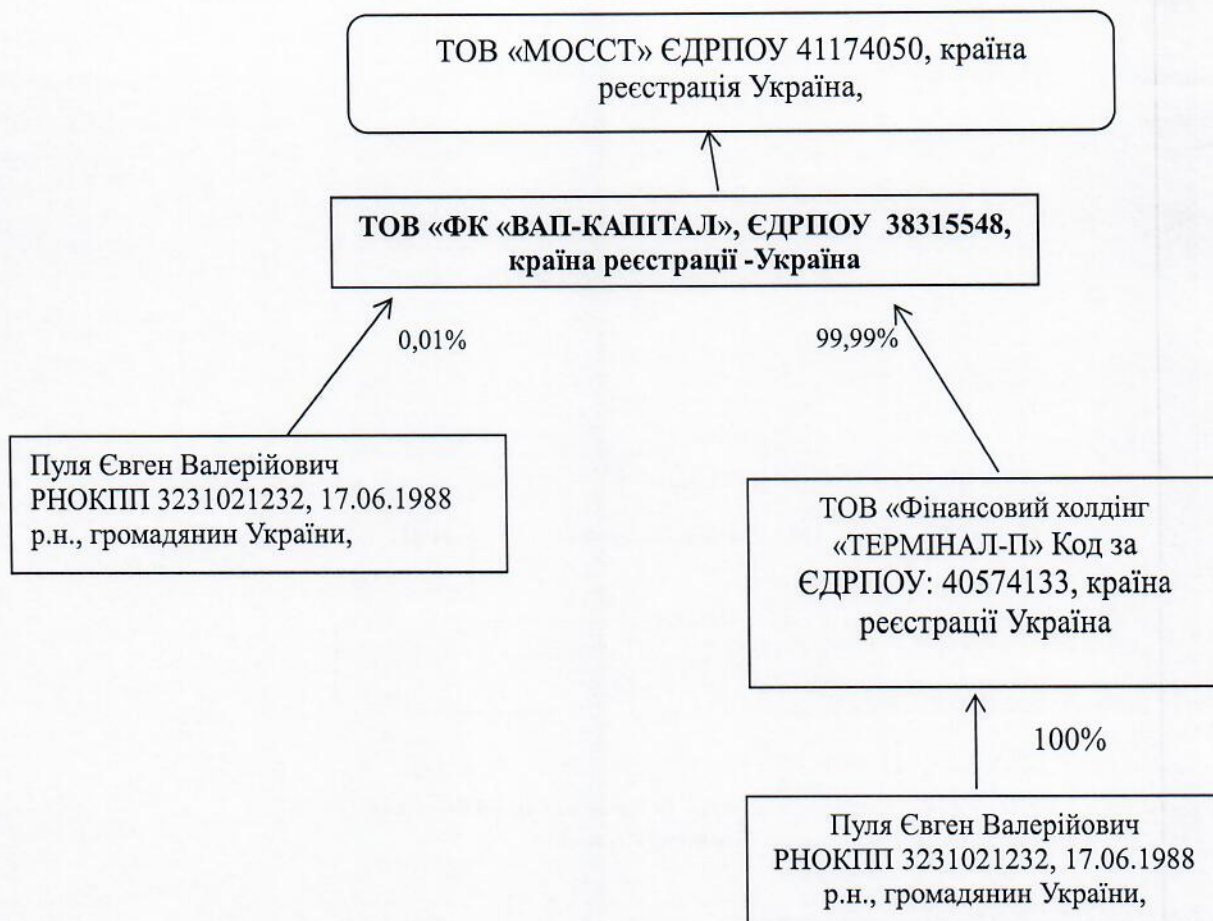 ТОВ «МОССТ» ЄДРПОУ 41174050, країна
реєстрація Україна,
ТОВ «ФК «ВАП-КАПІТАЛ», ЄДРПОУ 38315548,
країна реєстрації -Україна
0,01%
99,99%
Пуля Євген Валерійович
РНОКПП 3231021232, 17.06.1988
р.н., громадянин України,
ТОВ «Фінансовий холдінг
«ТЕРМІНАЛ-П» Код за
ЄДРПОУ: 40574133, країна
реєстрації Україна
100%
Пуля Євген Валерійович
РНОКПП 3231021232, 17.06.1988
р.н., громадянин України,